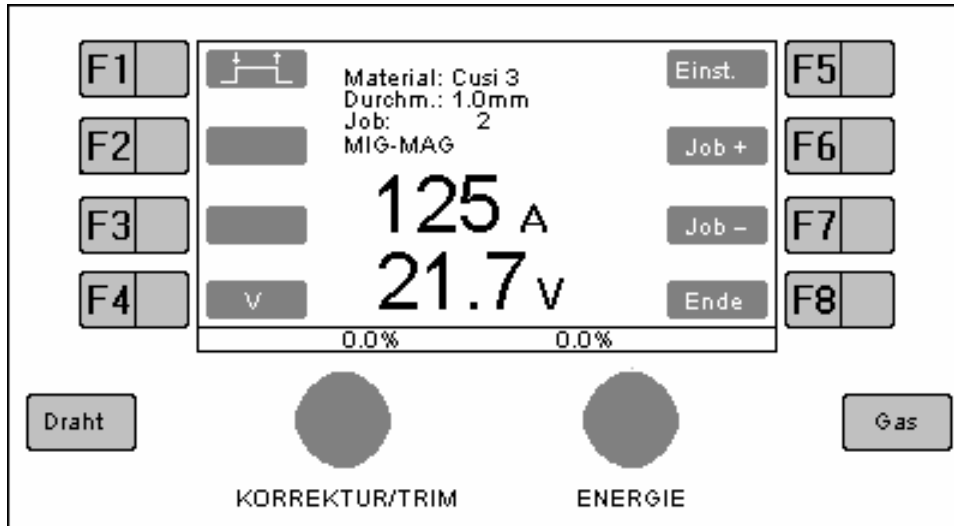 F1
Material: Cusi 3
Einst.
F5
Durchm.: 1.0mm
Job: 2
F2
MIG-MAG
Job +
F6
125 A
F3
Job –
F7
21.7 V
F4
V
Ende
F8
0.0% 0.0%
Draht
Gas
KORREKTUR/TRIM ENERGIE